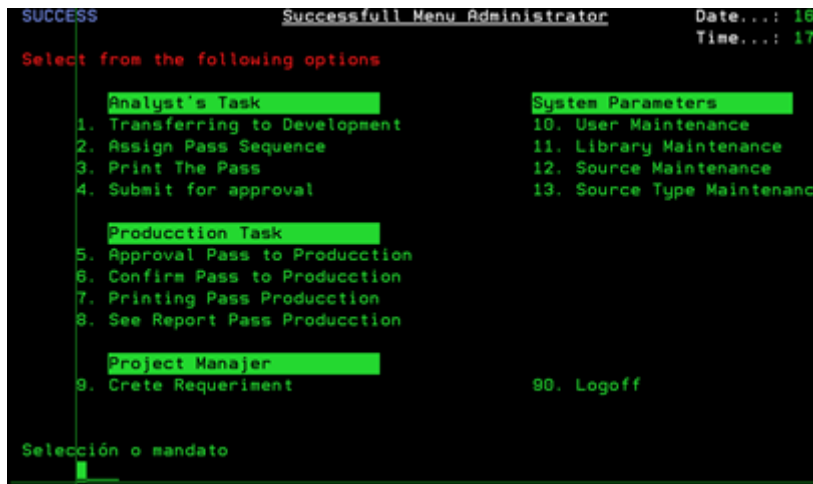 SUCCESS Successfull Menu Administrator Date...: 16
Time...: 17
Select from the following options
Analyst's Task System Parameters
1. Transferring to Development 10. User Maintenance
2. Assign Pass Sequence 11. Library Maintenance
3. Print The Pass 12. Source Maintenance
4. Submit for approval 13. Source Type Maintenanc
Producction Task
5. Approval Pass to Producction
6. Confirm Pass to Producction
7. Printing Pass Producction
8. See Report Pass Producction
Project Manajer
9. Crete Requeriment 90. Logoff
Selección o mandato